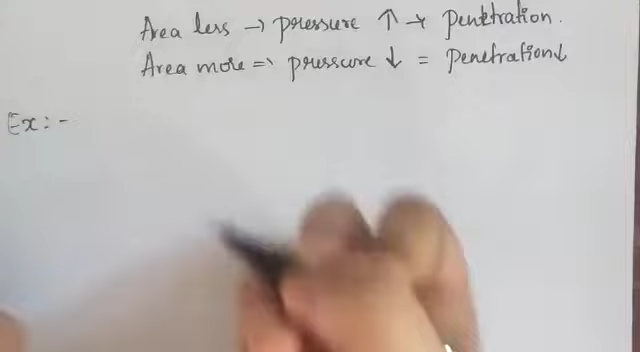 Area less → pressure ↑ → penetration.
Area more => pressure ↓ = penetration↓
Ex:-